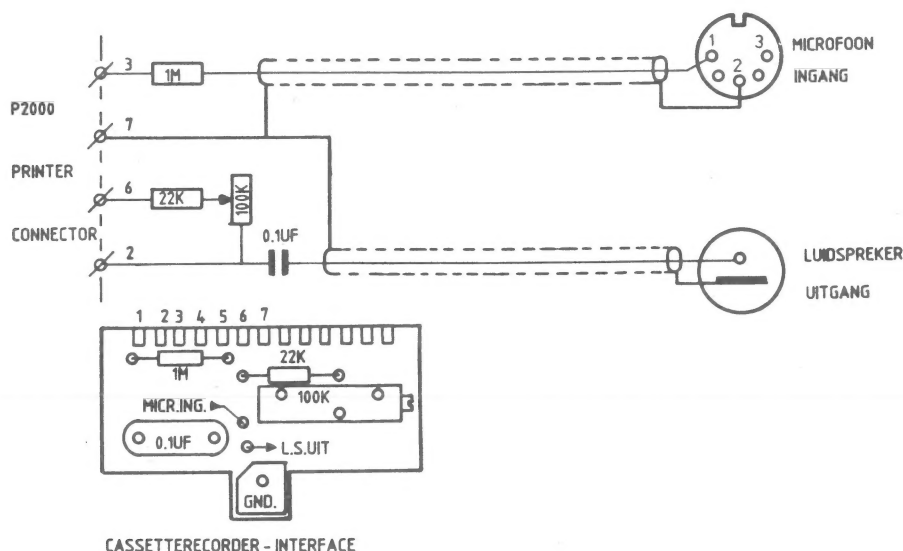 3
1M
1
3
2
MICROFOON
INGANG
P2000
7
PRINTER
6
22K
100K
CONNECTOR
2
0.1UF
LUIDSPREKER
UITGANG
1 2 3 4 5 6 7
1M
22K
100K
MICR.ING.
0.1UF
L.S.UIT
GND.
CASSETTERECORDER - INTERFACE